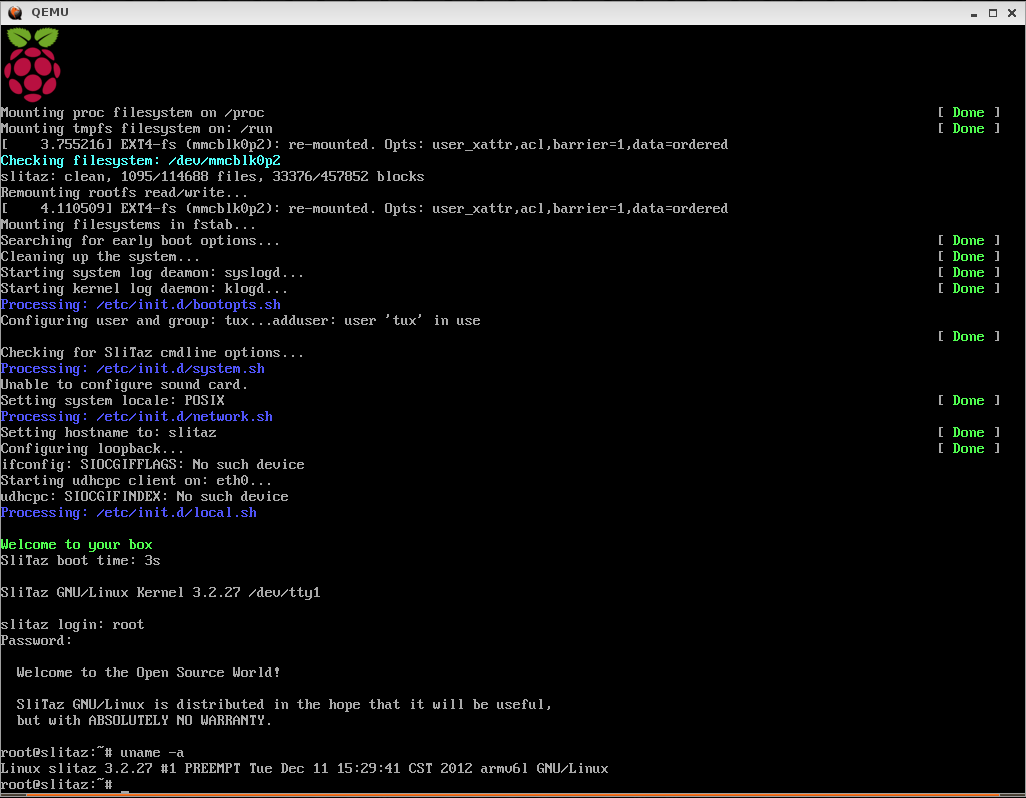 QEMU
Mounting proc filesystem on /proc [ Done ]
Mounting tmpfs filesystem on: /run [ Done ]
[    3.755216] EXT4-fs (mmcblk0p2): re-mounted. Opts: user_xattr,acl,barrier=1,data=ordered
Checking filesystem: /dev/mmcblk0p2
slitaz: clean, 1095/114688 files, 33376/457852 blocks
Remounting rootfs read/write...
[    4.110509] EXT4-fs (mmcblk0p2): re-mounted. Opts: user_xattr,acl,barrier=1,data=ordered
Mounting filesystems in fstab...
Searching for early boot options... [ Done ]
Cleaning up the system... [ Done ]
Starting system log deamon: syslogd... [ Done ]
Starting kernel log daemon: klogd... [ Done ]
Processing: /etc/init.d/bootopts.sh
Configuring user and group: tux...adduser: user 'tux' in use
[ Done ]
Checking for SliTaz cmdline options...
Processing: /etc/init.d/system.sh
Unable to configure sound card.
Setting system locale: POSIX [ Done ]
Processing: /etc/init.d/network.sh
Setting hostname to: slitaz [ Done ]
Configuring loopback... [ Done ]
ifconfig: SIOCGIFFLAGS: No such device
Starting udhcpc client on: eth0...
udhcpc: SIOCGIFINDEX: No such device
Processing: /etc/init.d/local.sh
Welcome to your box
SliTaz boot time: 3s
SliTaz GNU/Linux Kernel 3.2.27 /dev/tty1
slitaz login: root
Password:
Welcome to the Open Source World!
SliTaz GNU/Linux is distributed in the hope that it will be useful,
but with ABSOLUTELY NO WARRANTY.
root@slitaz:~# uname -a
Linux slitaz 3.2.27 #1 PREEMPT Tue Dec 11 15:29:41 CST 2012 armv6l GNU/Linux
root@slitaz:~# _